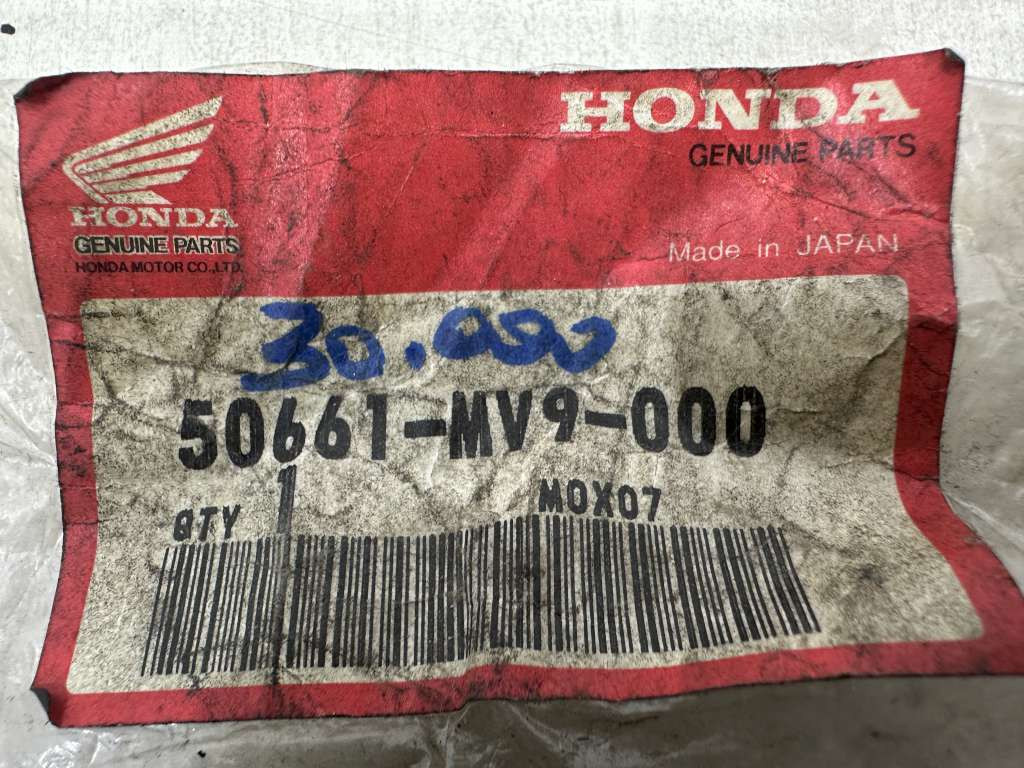 HONDA
GENUINE PARTS
HONDA MOTOR CO., LTD.
HONDA
GENUINE PARTS
Made in JAPAN
30.000
50661-MV9-000
QTY 1
M0X07